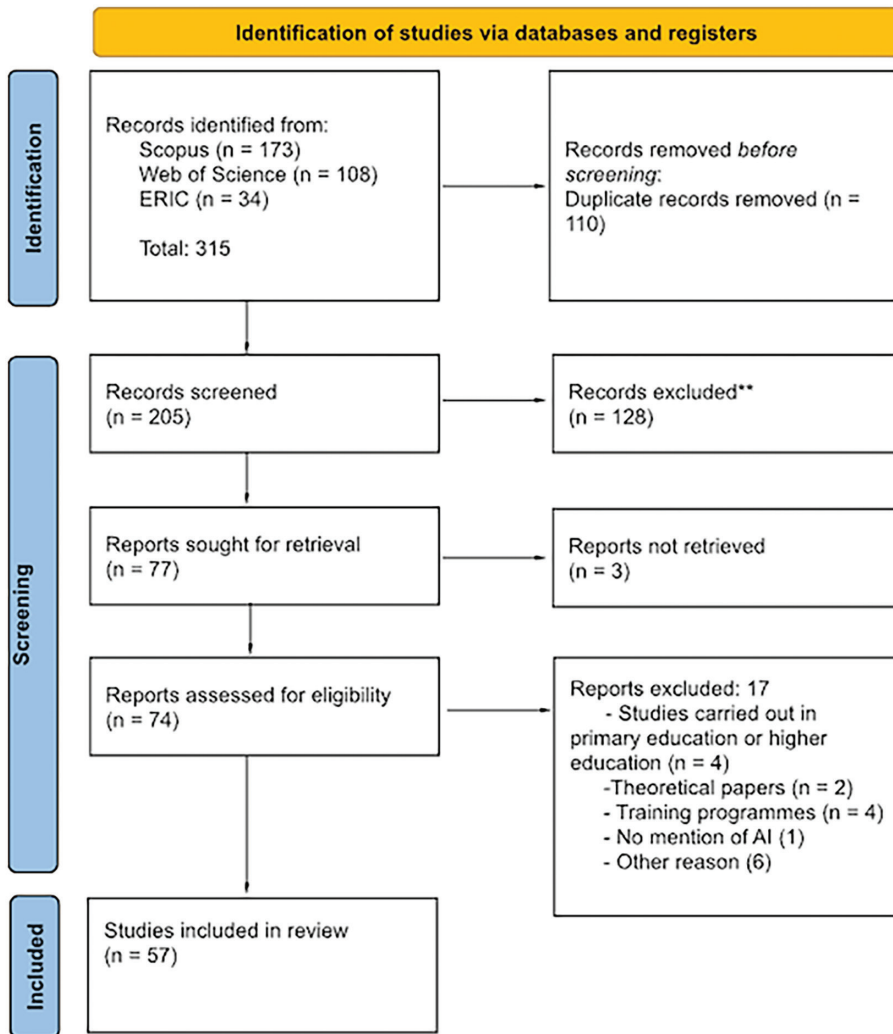 Identification of studies via databases and registers
Identification
Records identified from:
Scopus (n = 173)
Web of Science (n = 108)
ERIC (n = 34)
Total: 315
Records removed before
screening:
Duplicate records removed (n =
110)
Screening
Records screened
(n = 205)
Records excluded**
(n = 128)
Reports sought for retrieval
(n = 77)
Reports not retrieved
(n = 3)
Reports assessed for eligibility
(n = 74)
Reports excluded: 17
- Studies carried out in
primary education or higher
education (n = 4)
-Theoretical papers (n = 2)
- Training programmes (n = 4)
- No mention of AI (1)
- Other reason (6)
Included
Studies included in review
(n = 57)